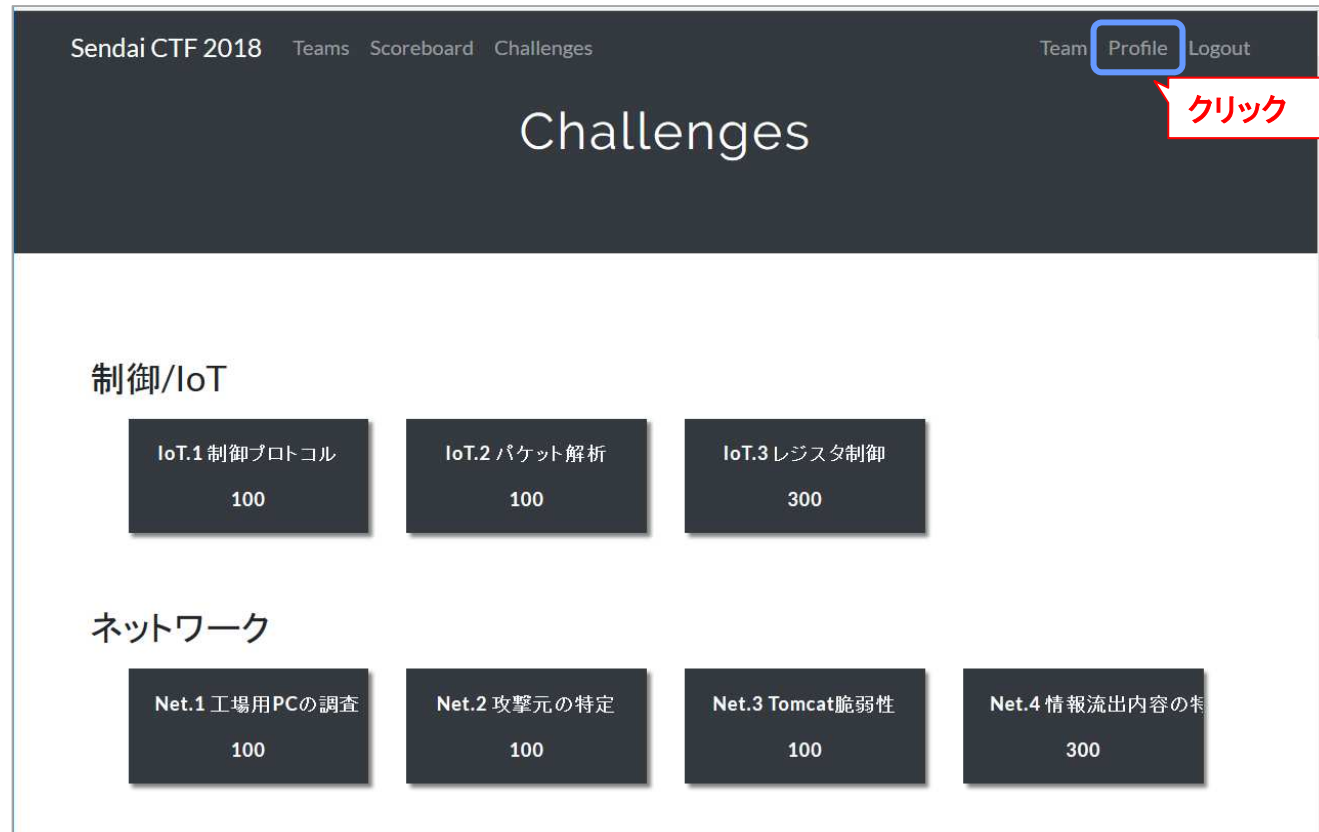 Sendai CTF 2018 Teams Scoreboard Challenges Team Profile Logout
クリック
Challenges
制御/IoT
IoT.1 制御プロトコル IoT.2 パケット解析 IoT.3 レジスタ制御
100 100 300
ネットワーク
Net.1 工場用PCの調査 Net.2 攻撃元の特定 Net.3 Tomcat脆弱性 Net.4 情報流出内容の特
100 100 100 300